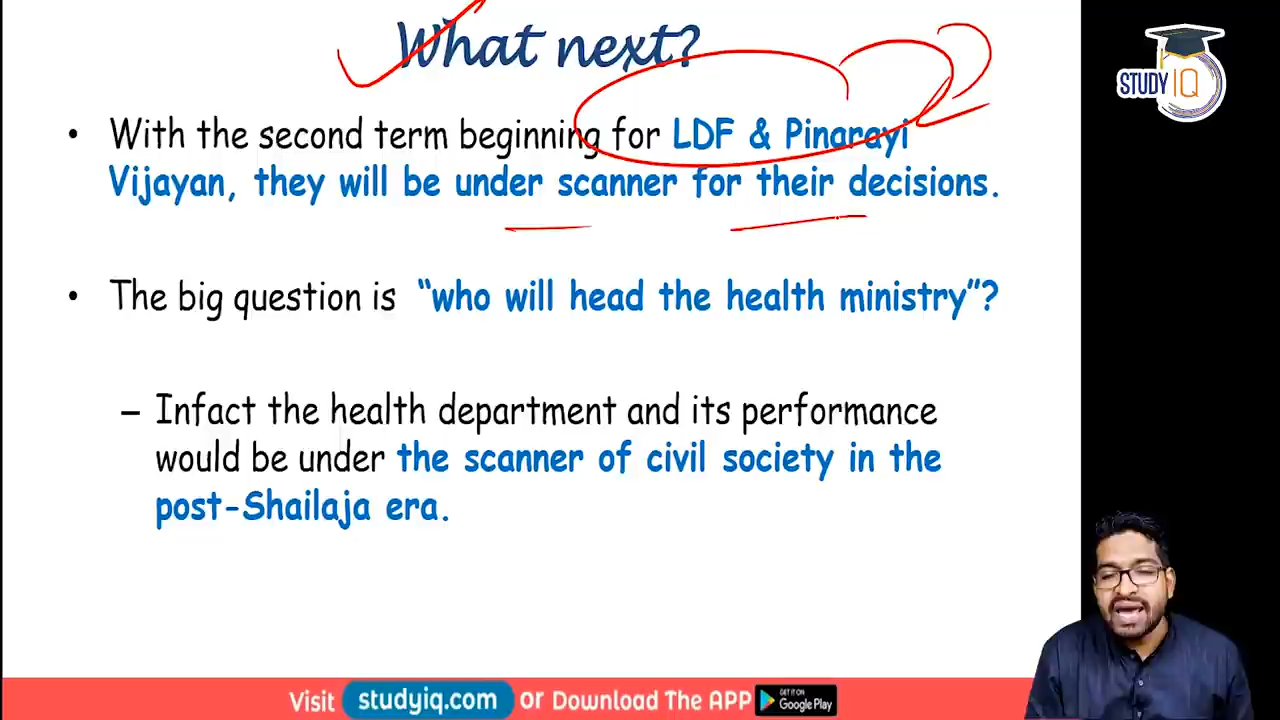 What next?
STUDY IQ
• With the second term beginning for LDF & Pinarayi
Vijayan, they will be under scanner for their decisions.
• The big question is "who will head the health ministry"?
– Infact the health department and its performance
would be under the scanner of civil society in the
post-Shailaja era.
Visit studyiq.com or Download The APP GET IT ON Google Play